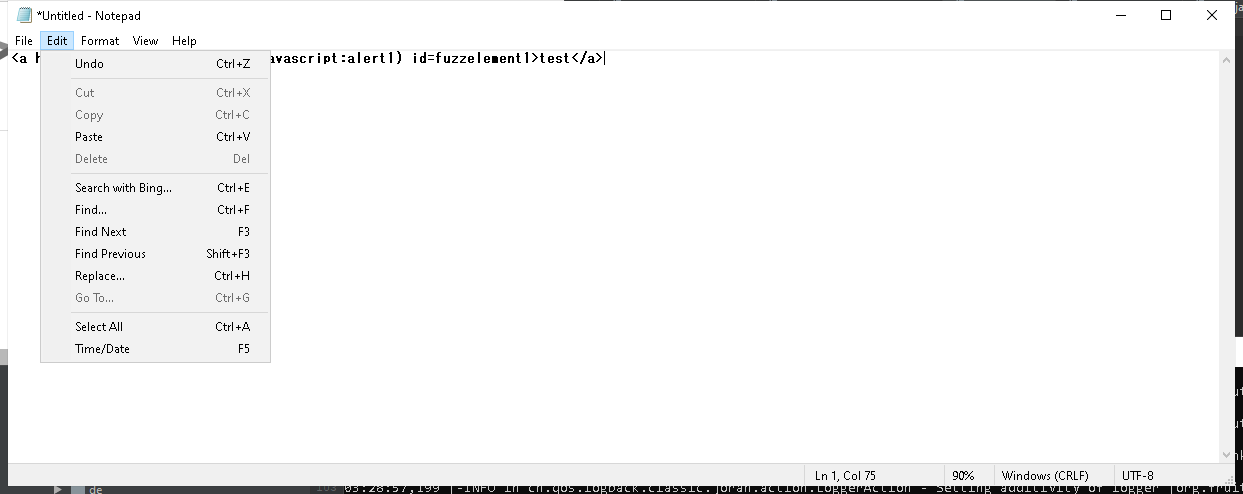 *Untitled - Notepad
File Edit Format View Help
<a h avascript:alert1) id=fuzzelement1>test</a>
Undo Ctrl+Z
Cut Ctrl+X
Copy Ctrl+C
Paste Ctrl+V
Delete Del
Search with Bing... Ctrl+E
Find... Ctrl+F
Find Next F3
Find Previous Shift+F3
Replace... Ctrl+H
Go To... Ctrl+G
Select All Ctrl+A
Time/Date F5
Ln 1, Col 75 90% Windows (CRLF) UTF-8
de 03:28:57,199 |-INFO in ch.qos.logback.classic.joran.action.LoggerAction - Setting additivity of logger [org.fruit